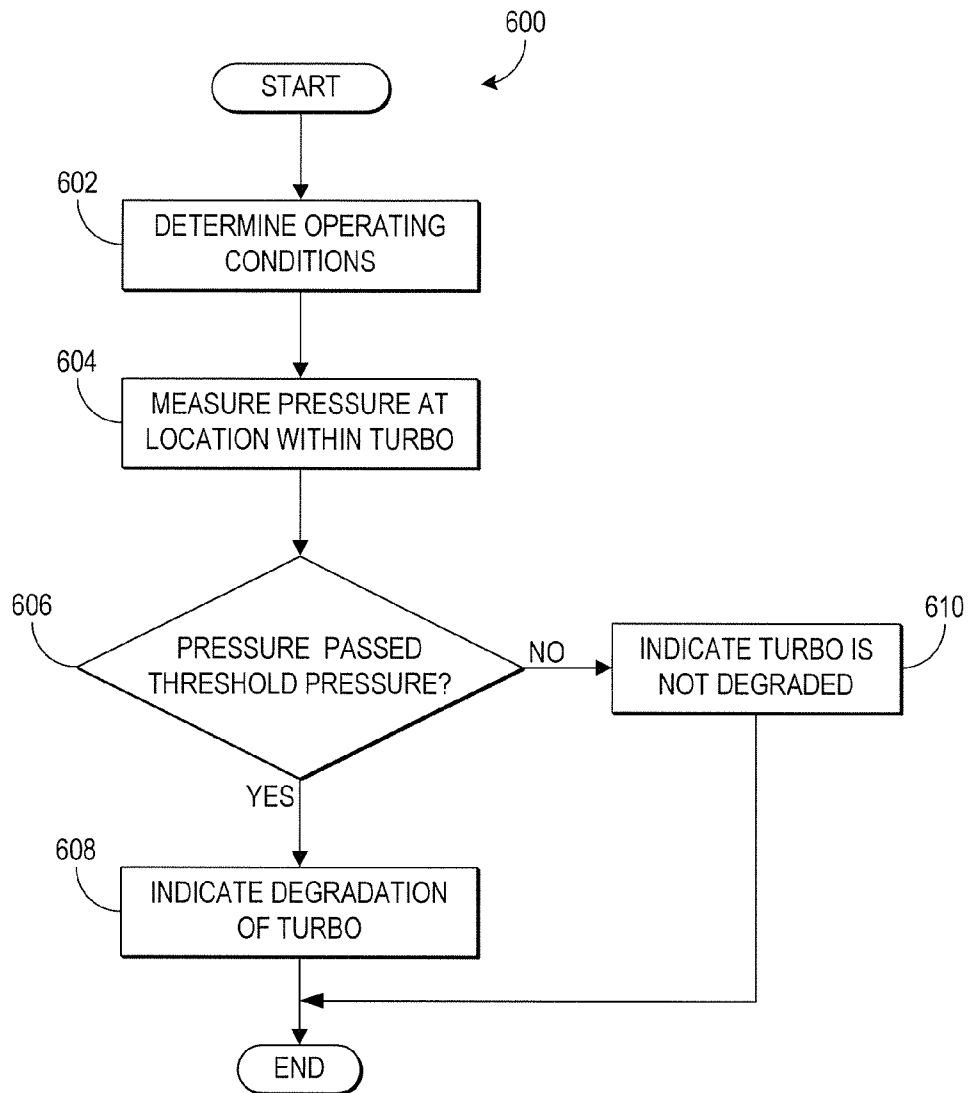 600
START
602
DETERMINE OPERATING
CONDITIONS
604
MEASURE PRESSURE AT
LOCATION WITHIN TURBO
606
PRESSURE PASSED
THRESHOLD PRESSURE?
NO
610
INDICATE TURBO IS
NOT DEGRADED
YES
608
INDICATE DEGRADATION
OF TURBO
END